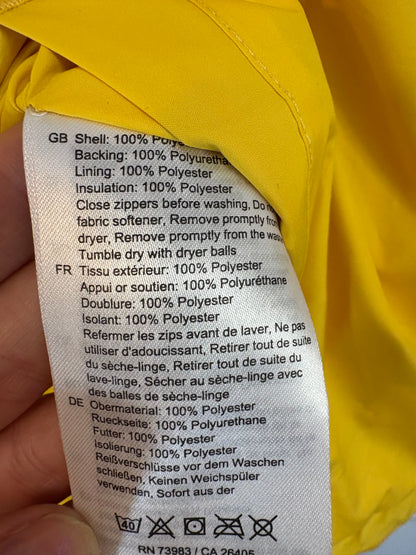 GB Shell: 100%
Backing: 100%
Lining: 100% Polyester
Insulation: 100% Polyester
Close zippers before washing, Do
fabric softener, Remove promptly
dryer, Remove promptly from the
Tumble dry with dryer balls
FR Tissu extérieur: 100% Polyester
Appui or soutien: 100% Polyuréthane
Doublure: 100% Polyester
Isolant: 100% Polyester
Refermer les zips avant de laver, Ne pas
utiliser d'adoucissant, Retirer tout de suite
du sèche-linge, Retirer tout de suite du
lave-linge, Sécher au sèche-linge avec
des balles de sèche-linge
DE Obermaterial: 100% Polyester
Rueckseite: 100% Polyurethane
Futter: 100% Polyester
isolierung: 100% Polyester
Reißverschlüsse vor dem Waschen
schließen, Keinen Weichspüler
verwenden, Sofort aus der
40
RN 73983 / CA 26406